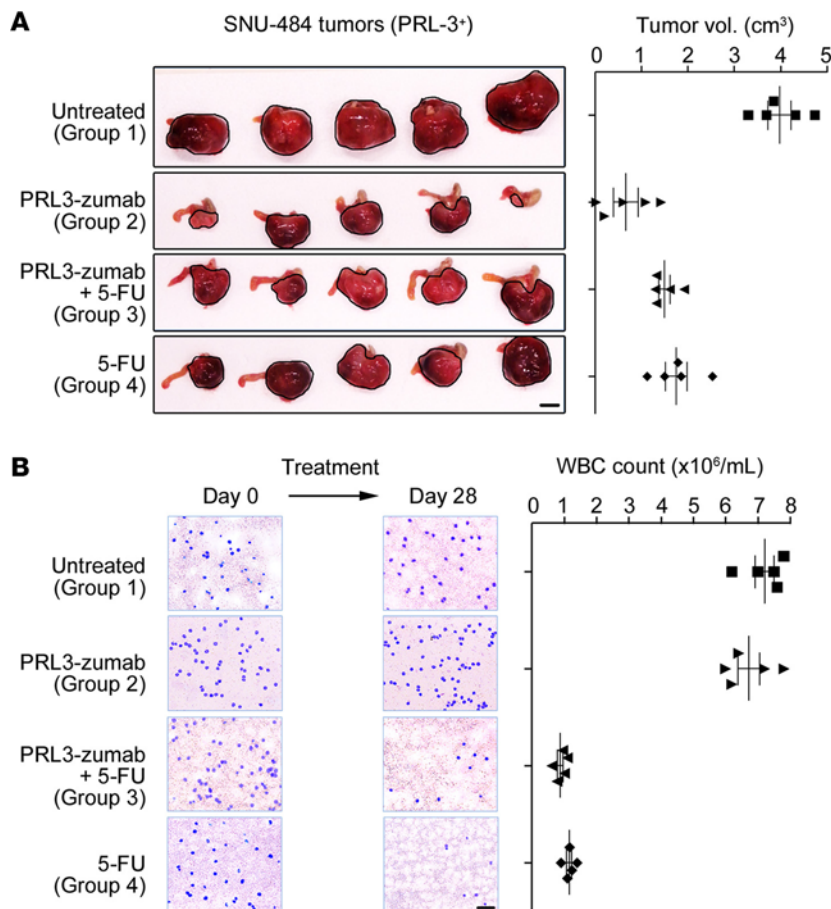 A
SNU-484 tumors (PRL-3⁺)
Tumor vol. (cm³)
0 1 2 3 4 5
Untreated
(Group 1)
PRL3-zumab
(Group 2)
PRL3-zumab
+ 5-FU
(Group 3)
5-FU
(Group 4)
B
Treatment
WBC count (x10⁶/mL)
Day 0
Day 28
0 1 2 3 4 5 6 7 8
Untreated
(Group 1)
PRL3-zumab
(Group 2)
PRL3-zumab
+ 5-FU
(Group 3)
5-FU
(Group 4)